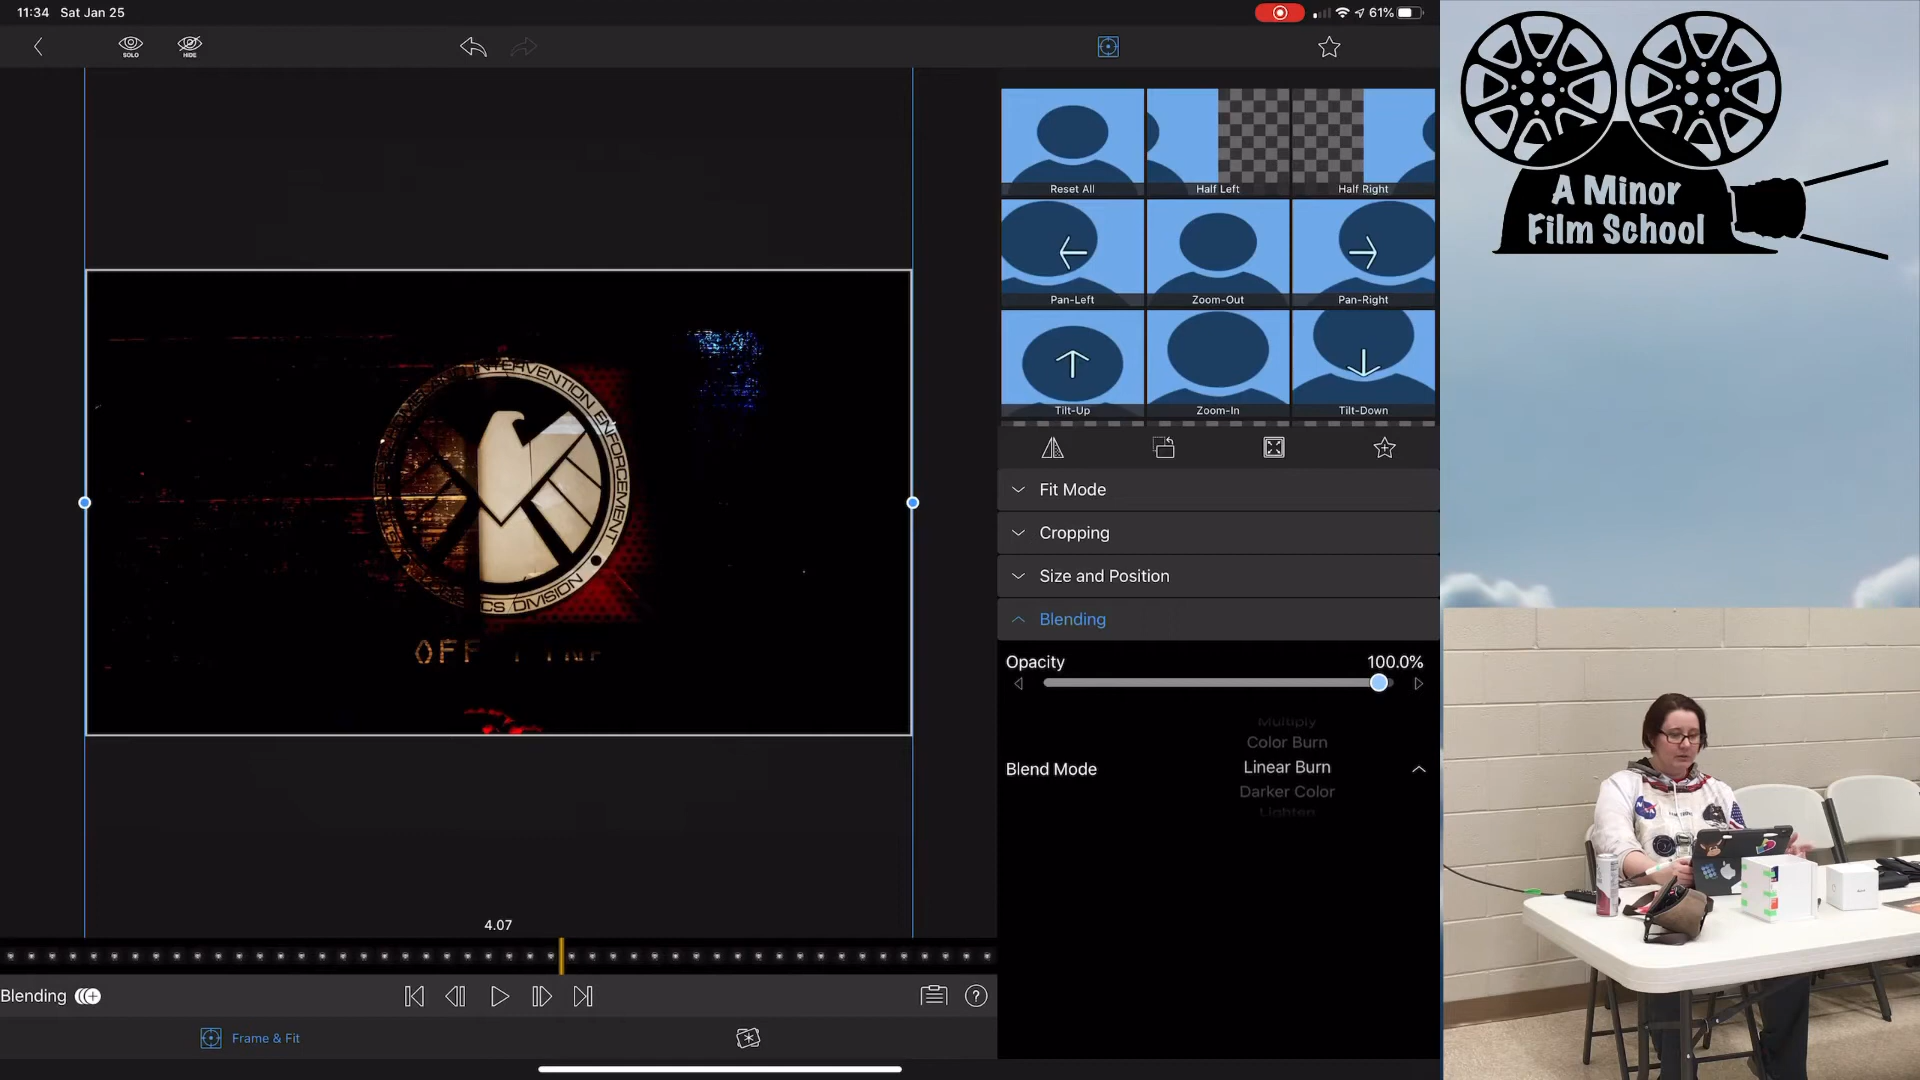 11:34 Sat Jan 25
61%
SOLO
HIDE
A Minor
Film School
Reset All
Half Left
Half Right
Pan-Left
Zoom-Out
Pan-Right
Tilt-Up
Zoom-In
Tilt-Down
Fit Mode
Cropping
Size and Position
Blending
Opacity
100.0%
Multiply
Color Burn
Blend Mode
Linear Burn
Darker Color
Lighten
INTERVENTION ENFORCEMENT
DIVISION
OFF
4.07
Blending
?
Frame & Fit